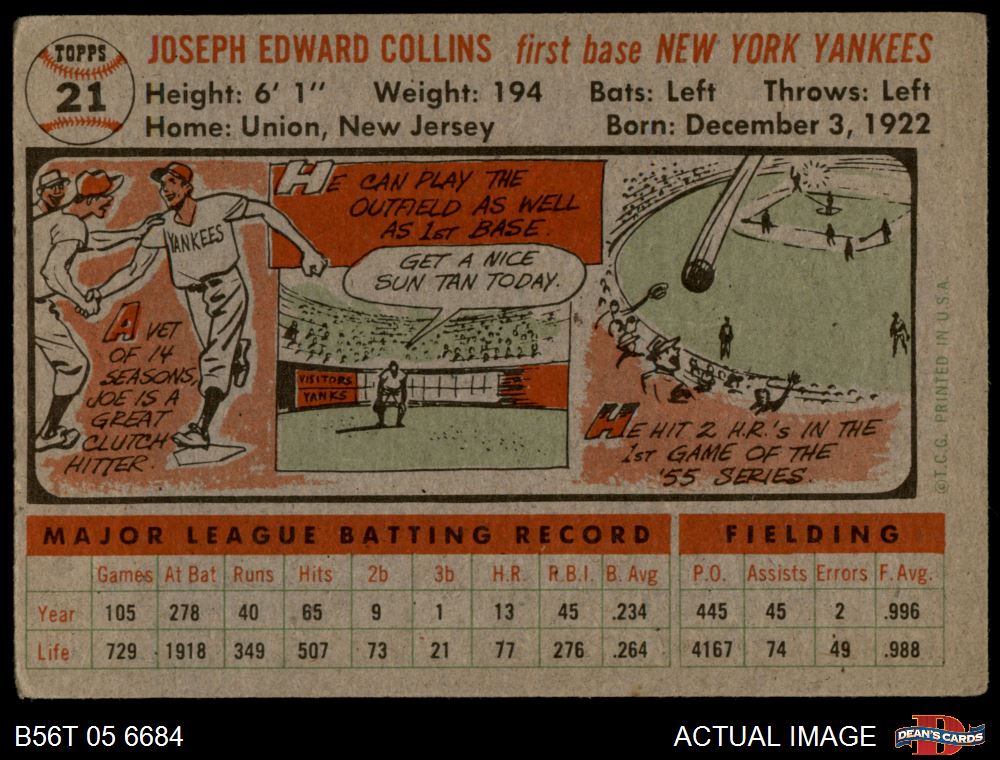 TOPPS
21
JOSEPH EDWARD COLLINS first base NEW YORK YANKEES
Height: 6' 1" Weight: 194 Bats: Left Throws: Left
Home: Union, New Jersey Born: December 3, 1922
YANKEES
A VET
OF 14
SEASONS,
JOE IS A
GREAT
CLUTCH
HITTER.
HE CAN PLAY THE
OUTFIELD AS WELL
AS 1ST BASE.
GET A NICE
SUN TAN TODAY.
VISITORS
YANKS
HE HIT 2 H.R.'s IN THE
1ST GAME OF THE
'55 SERIES.
©T.C.G. PRINTED IN U.S.A.
MAJOR LEAGUE BATTING RECORD FIELDING
Games At Bat Runs Hits 2b 3b H.R. R.B.I. B. Avg P.O. Assists Errors F. Avg.
Year 105 278 40 65 9 1 13 45 .234 445 45 2 .996
Life 729 1918 349 507 73 21 77 276 .264 4167 74 49 .988
B56T 05 6684 ACTUAL IMAGE
DEAN'S CARDS